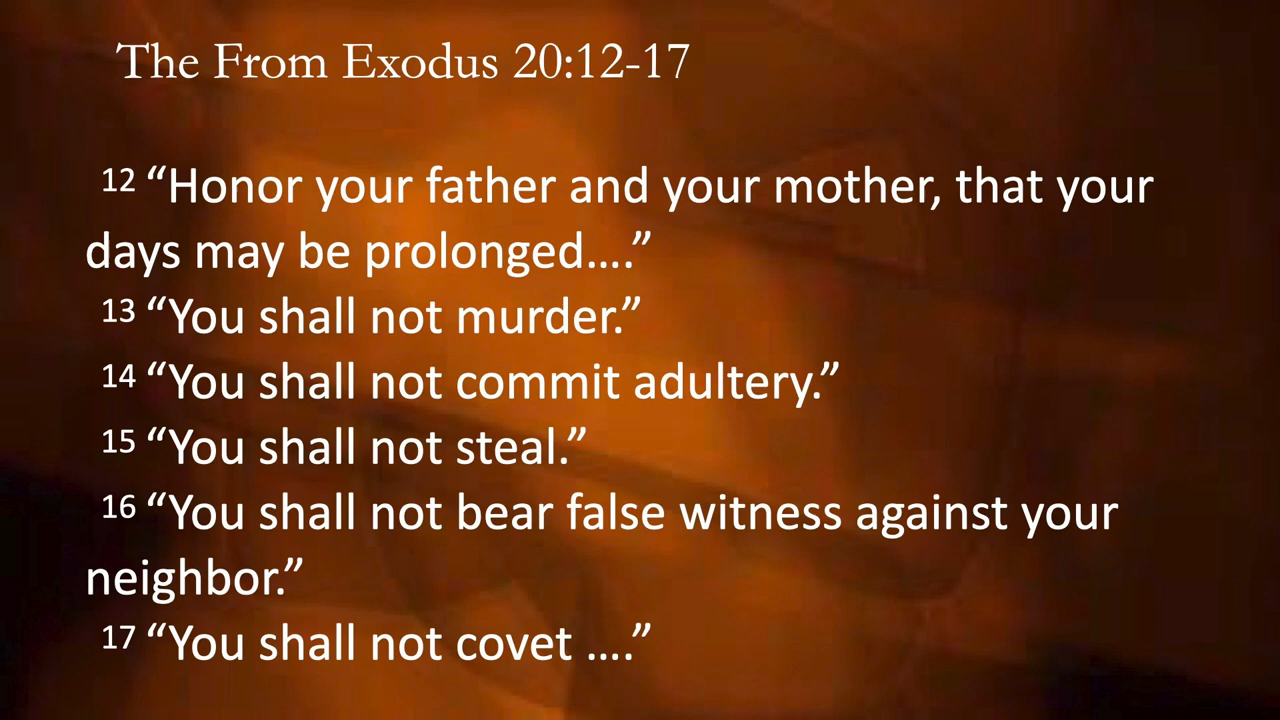 The From Exodus 20:12-17
12 “Honor your father and your mother, that your
days may be prolonged….”
13 “You shall not murder.”
14 “You shall not commit adultery.”
15 “You shall not steal.”
16 “You shall not bear false witness against your
neighbor.”
17 “You shall not covet ….”